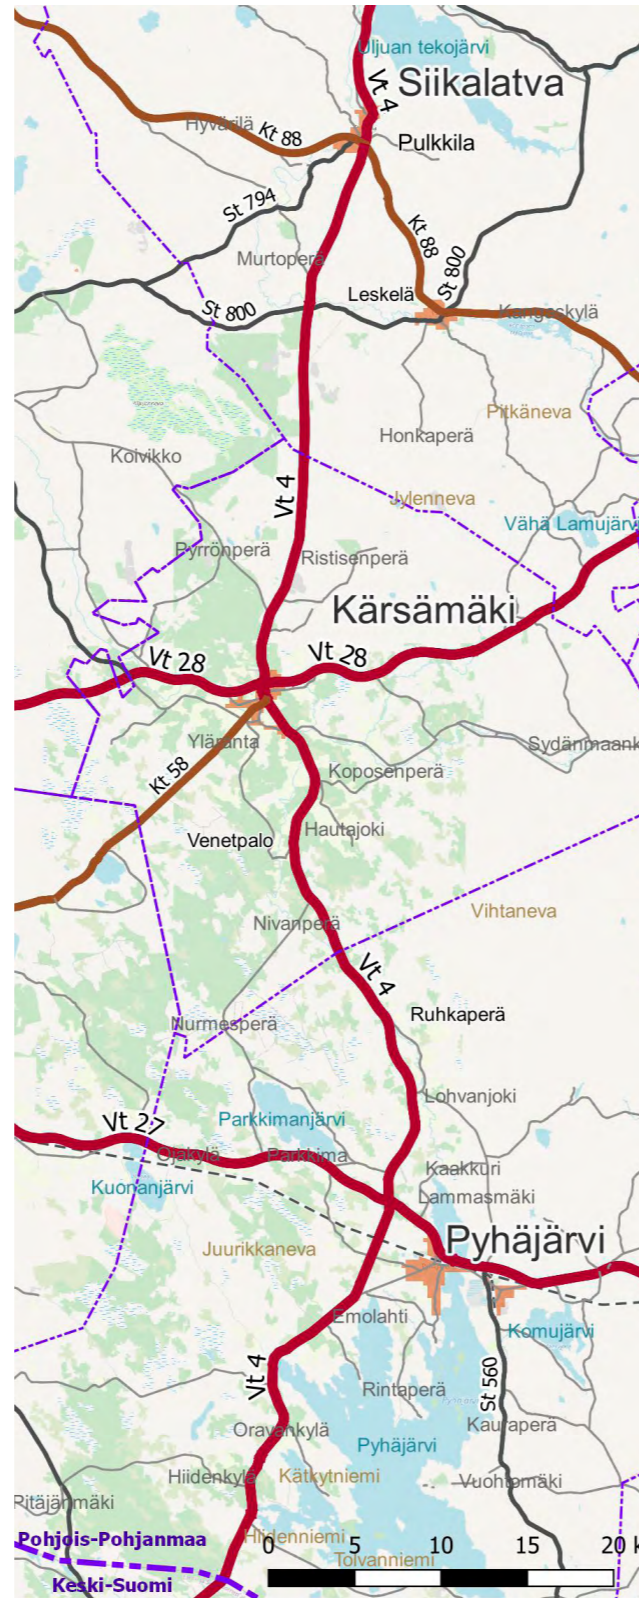 Uljuan tekojärvi
Vt 4
Siikalatva
Hyvärilä
Kt 88
Pulkkila
St 794
Kt 88
Murtoperä
St 800
Leskelä
St 800
Kangaskylä
Pitkäneva
Honkaperä
Koivikko
Jylenneva
Vt 4
Vähä Lamujärvi
Pyrrönperä
Ristisenperä
Kärsämäki
Vt 28
Vt 28
Yläranta
Sydänmaank
Kt 58
Koposenperä
Hautajoki
Venetpalo
Vihtaneva
Nivanperä
Vt 4
Ruhkaperä
Nurmesperä
Lohvanjoki
Vt 27
Parkkimanjärvi
Ojakylä
Parkkima
Kaakkuri
Kuonanjärvi
Lammasmäki
Juurikkaneva
Pyhäjärvi
Emolahti
Komujärvi
Vt 4
Rintaperä
St 560
Oravankylä
Kauraperä
Pyhäjärvi
Hiidenkylä
Kätkytniemi
Vuohtomäki
Pitäjänmäki
Pohjois-Pohjanmaa
Hiidenniemi
Tolvanniemi
0 5 10 15 20 k
Keski-Suomi